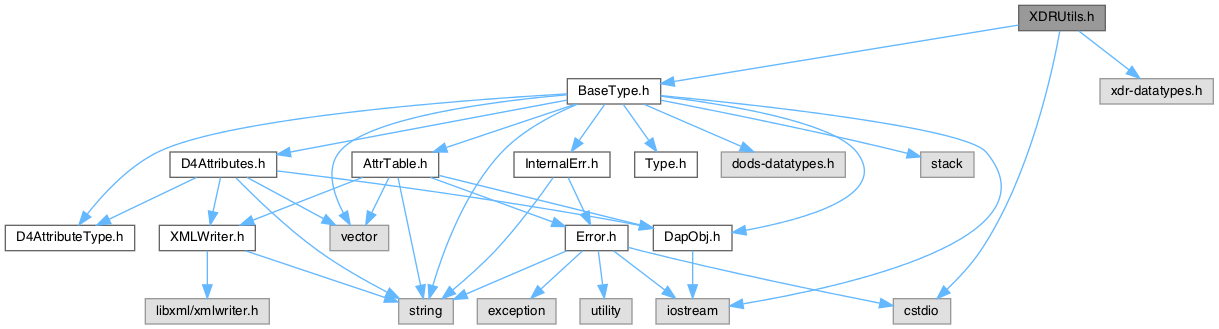 XDRUtils.h
BaseType.h
xdr-datatypes.h
D4Attributes.h
AttrTable.h
InternalErr.h
Type.h
dods-datatypes.h
stack
D4AttributeType.h
XMLWriter.h
vector
Error.h
DapObj.h
libxml/xmlwriter.h
string
exception
utility
iostream
cstdio